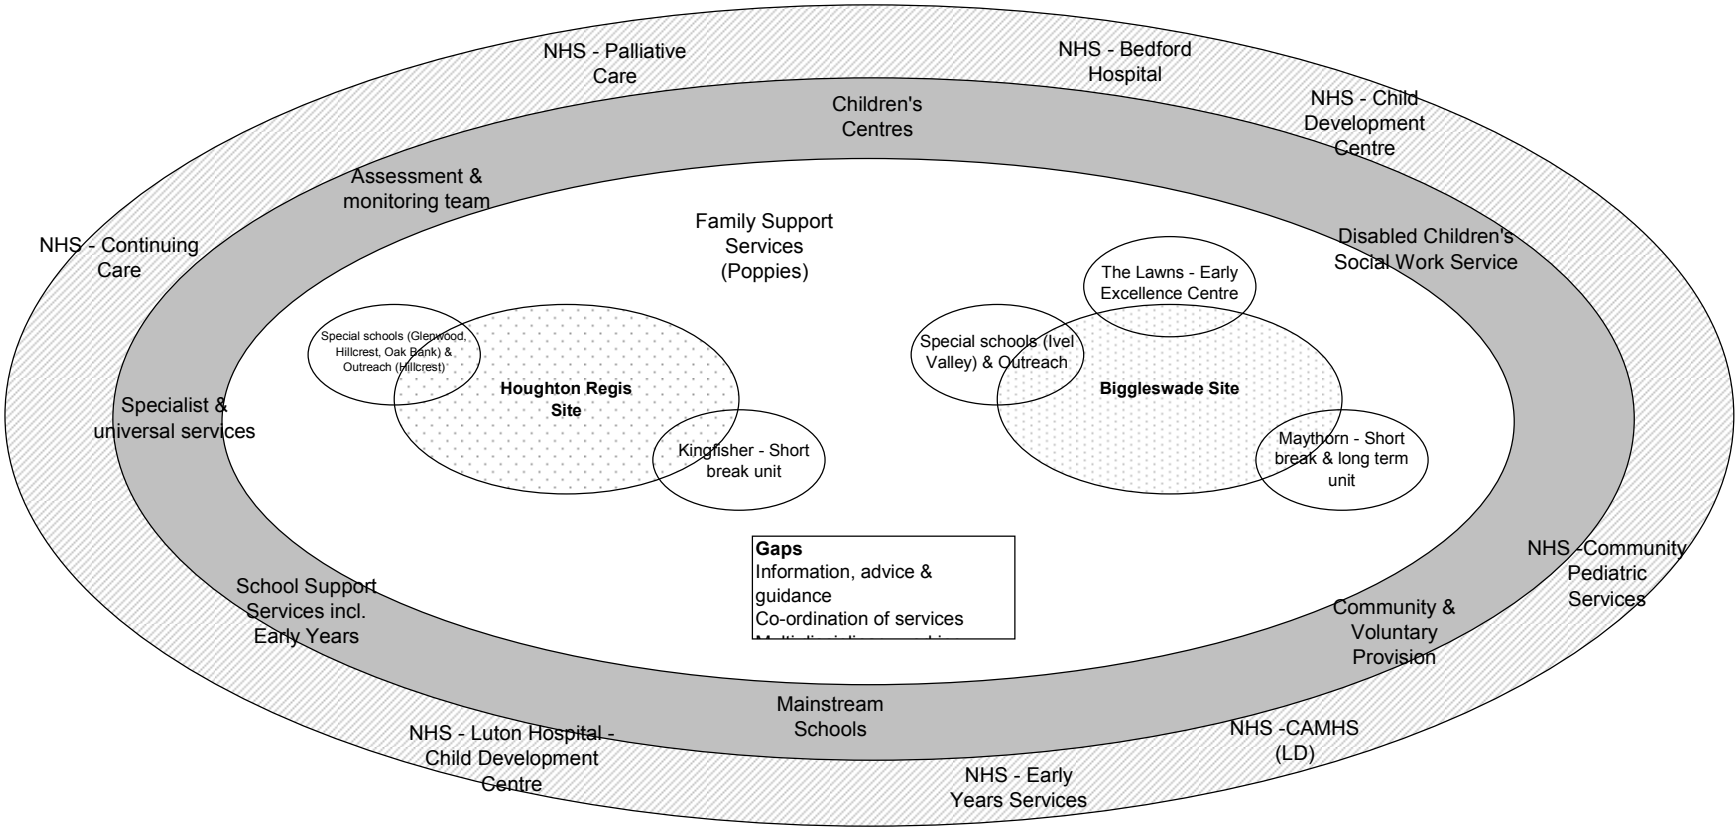 NHS - Palliative
Care
NHS - Bedford
Hospital
NHS - Child
Development
Centre
Children's
Centres
Assessment &
monitoring team
NHS - Continuing
Care
Family Support
Services
(Poppies)
Disabled Children's
Social Work Service
The Lawns - Early
Excellence Centre
Special schools (Glenwood,
Hillcrest, Oak Bank) &
Outreach (Hillcrest)
Houghton Regis
Site
Special schools (Ivel
Valley) & Outreach
Biggleswade Site
Specialist &
universal services
Kingfisher - Short
break unit
Maythorn - Short
break & long term
unit
Gaps
Information, advice &
guidance
Co-ordination of services
NHS -Community
Pediatric
Services
School Support
Services incl.
Early Years
Community &
Voluntary
Provision
Mainstream
Schools
NHS - Luton Hospital -
Child Development
Centre
NHS -CAMHS
(LD)
NHS - Early
Years Services